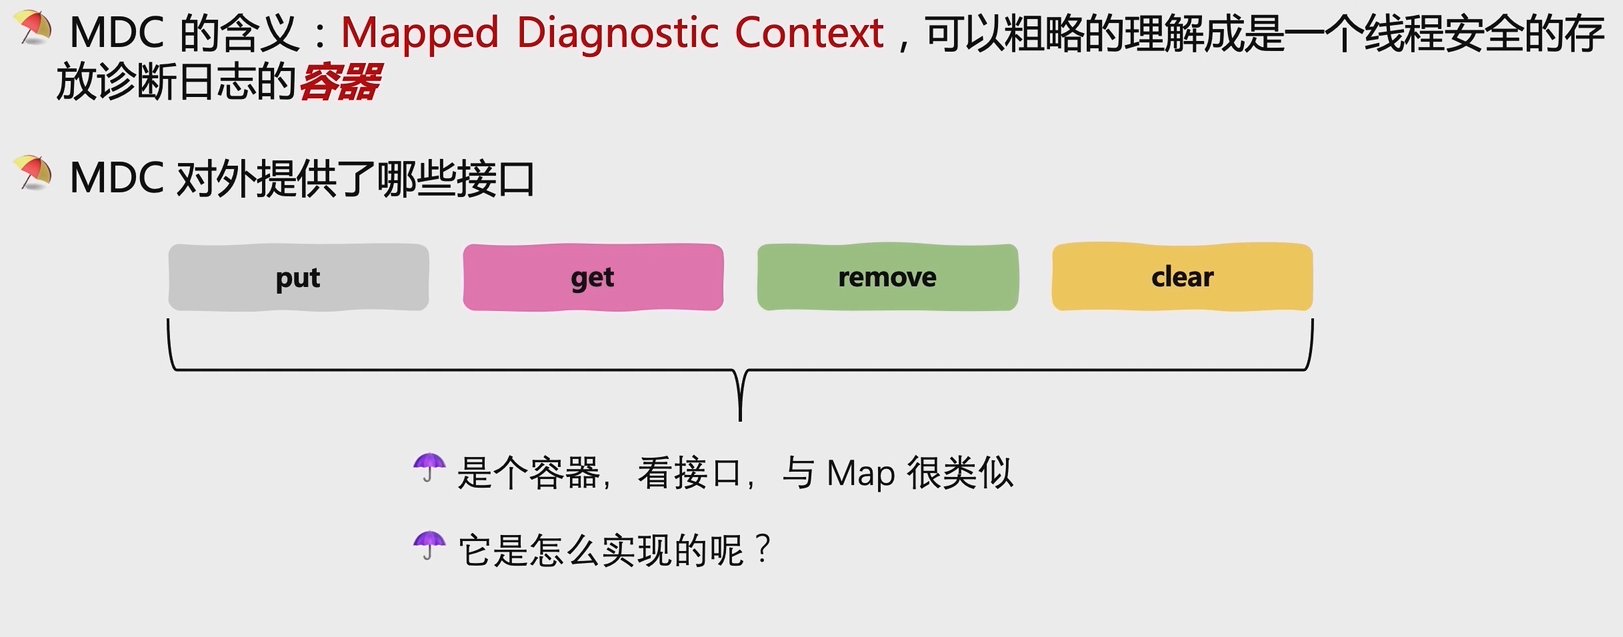 MDC 的含义：Mapped Diagnostic Context，可以粗略的理解成是一个线程安全的存
放诊断日志的容器
MDC 对外提供了哪些接口
put get remove clear
是个容器，看接口，与 Map 很类似
它是怎么实现的呢？